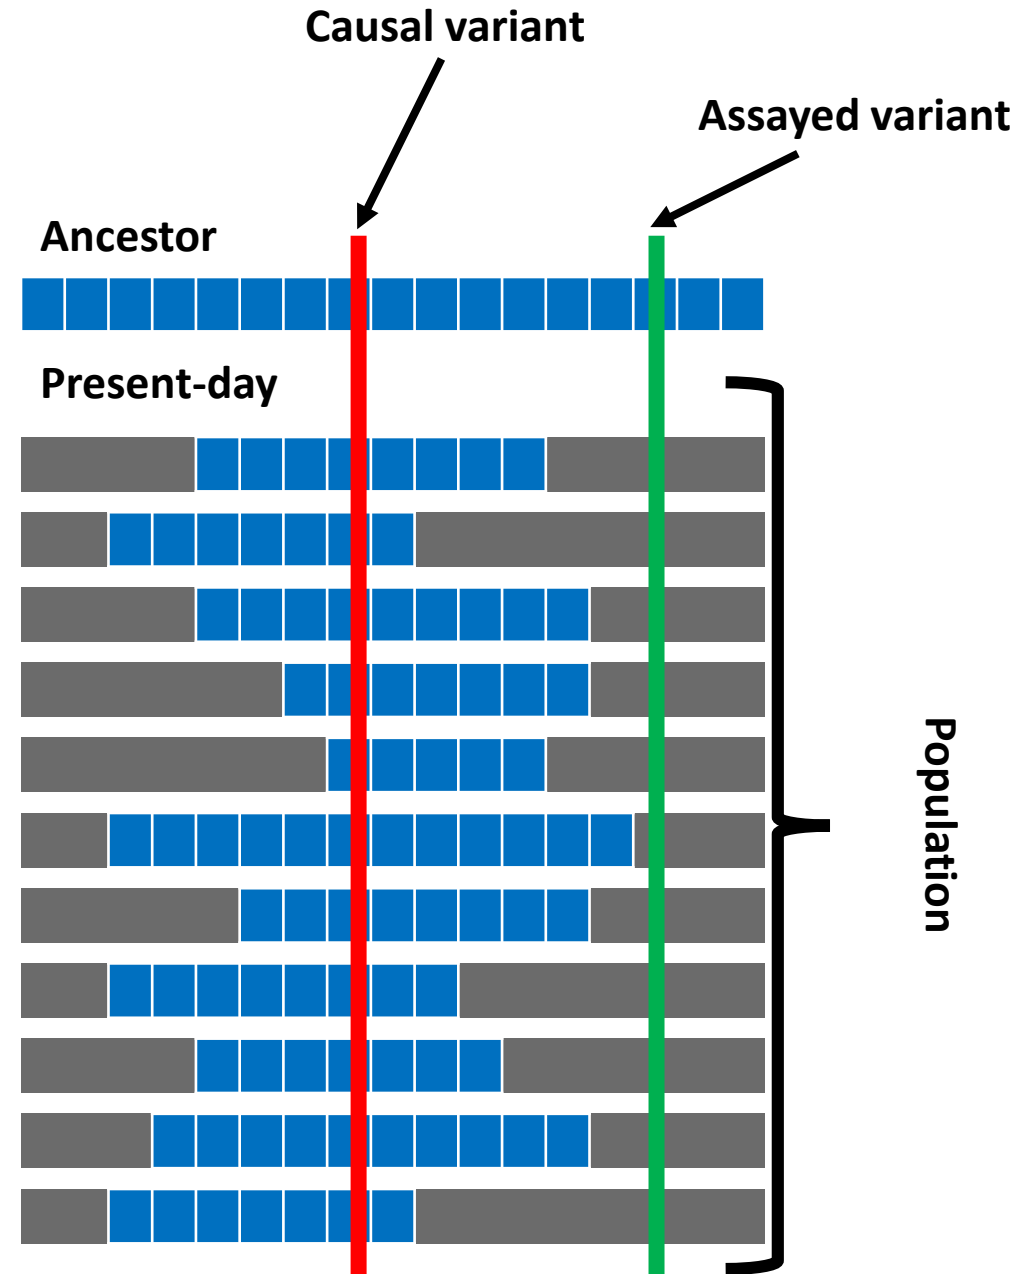 Causal variant
Assayed variant
Ancestor
Present-day
Population